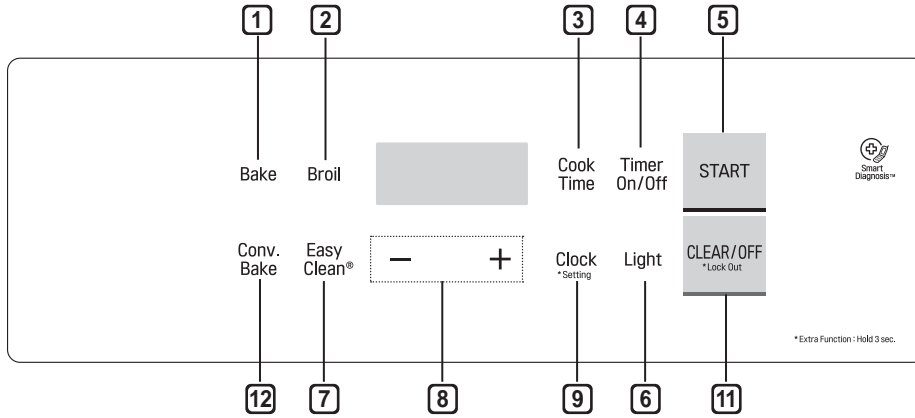 1 2 3 4 5
Bake Broil
Cook
Time
Timer
On/Off
START
Smart
Diagnosis™
Conv.
Bake
Easy
Clean®
− +
Clock
*Setting
Light
CLEAR/OFF
*Lock Out
*Extra Function : Hold 3 sec.
12 7 8 9 6 11